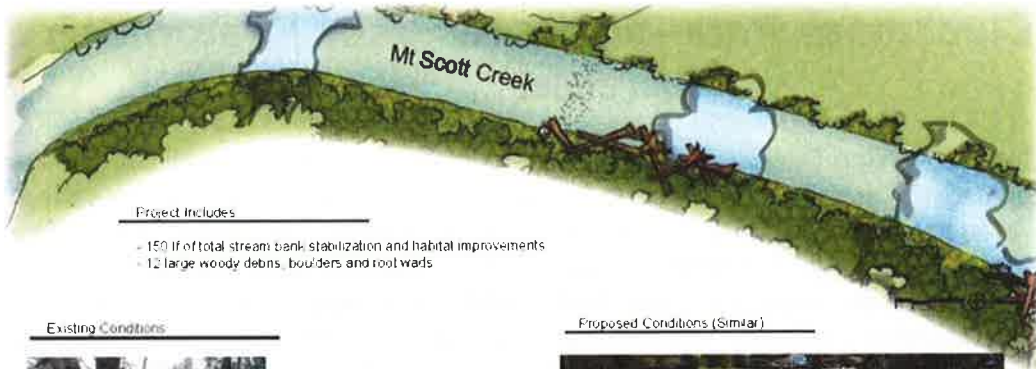 Mt Scott Creek
Project Includes
- 150 lf of total stream bank stabilization and habitat improvements
- 12 large woody debris, boulders and root wads
Existing Conditions
Proposed Conditions (Similar)